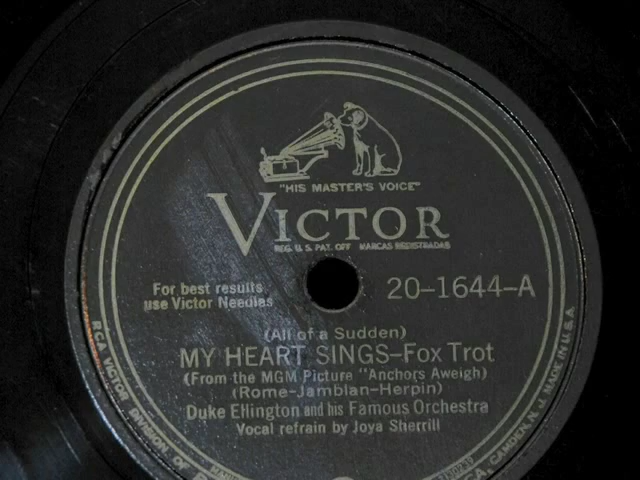 "HIS MASTER'S VOICE"
VICTOR
REG. U. S. PAT. OFF MARCAS REGISTRADAS
For best results
use Victor Needles
20-1644-A
(All of a Sudden)
MY HEART SINGS-Fox Trot
(From the MGM Picture "Anchors Aweigh)
(Rome-Jamblan-Herpin)
Duke Ellington and his Famous Orchestra
Vocal refrain by Joya Sherrill
RCA VICTOR DIVISION OF
CAMDEN, N. J. MADE IN U.S.A.